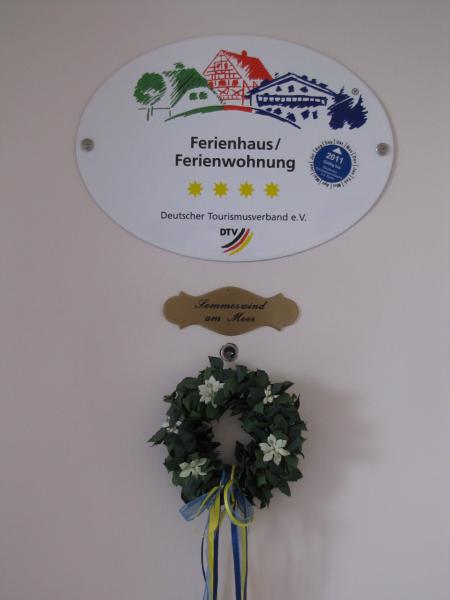 ®
Ferienhaus/
Ferienwohnung
2011
Deutscher Tourismusverband e.V.
DTV
Sommerwind
am Meer